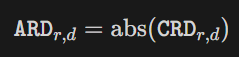 ARD_{r,d} = abs(CRD_{r,d})